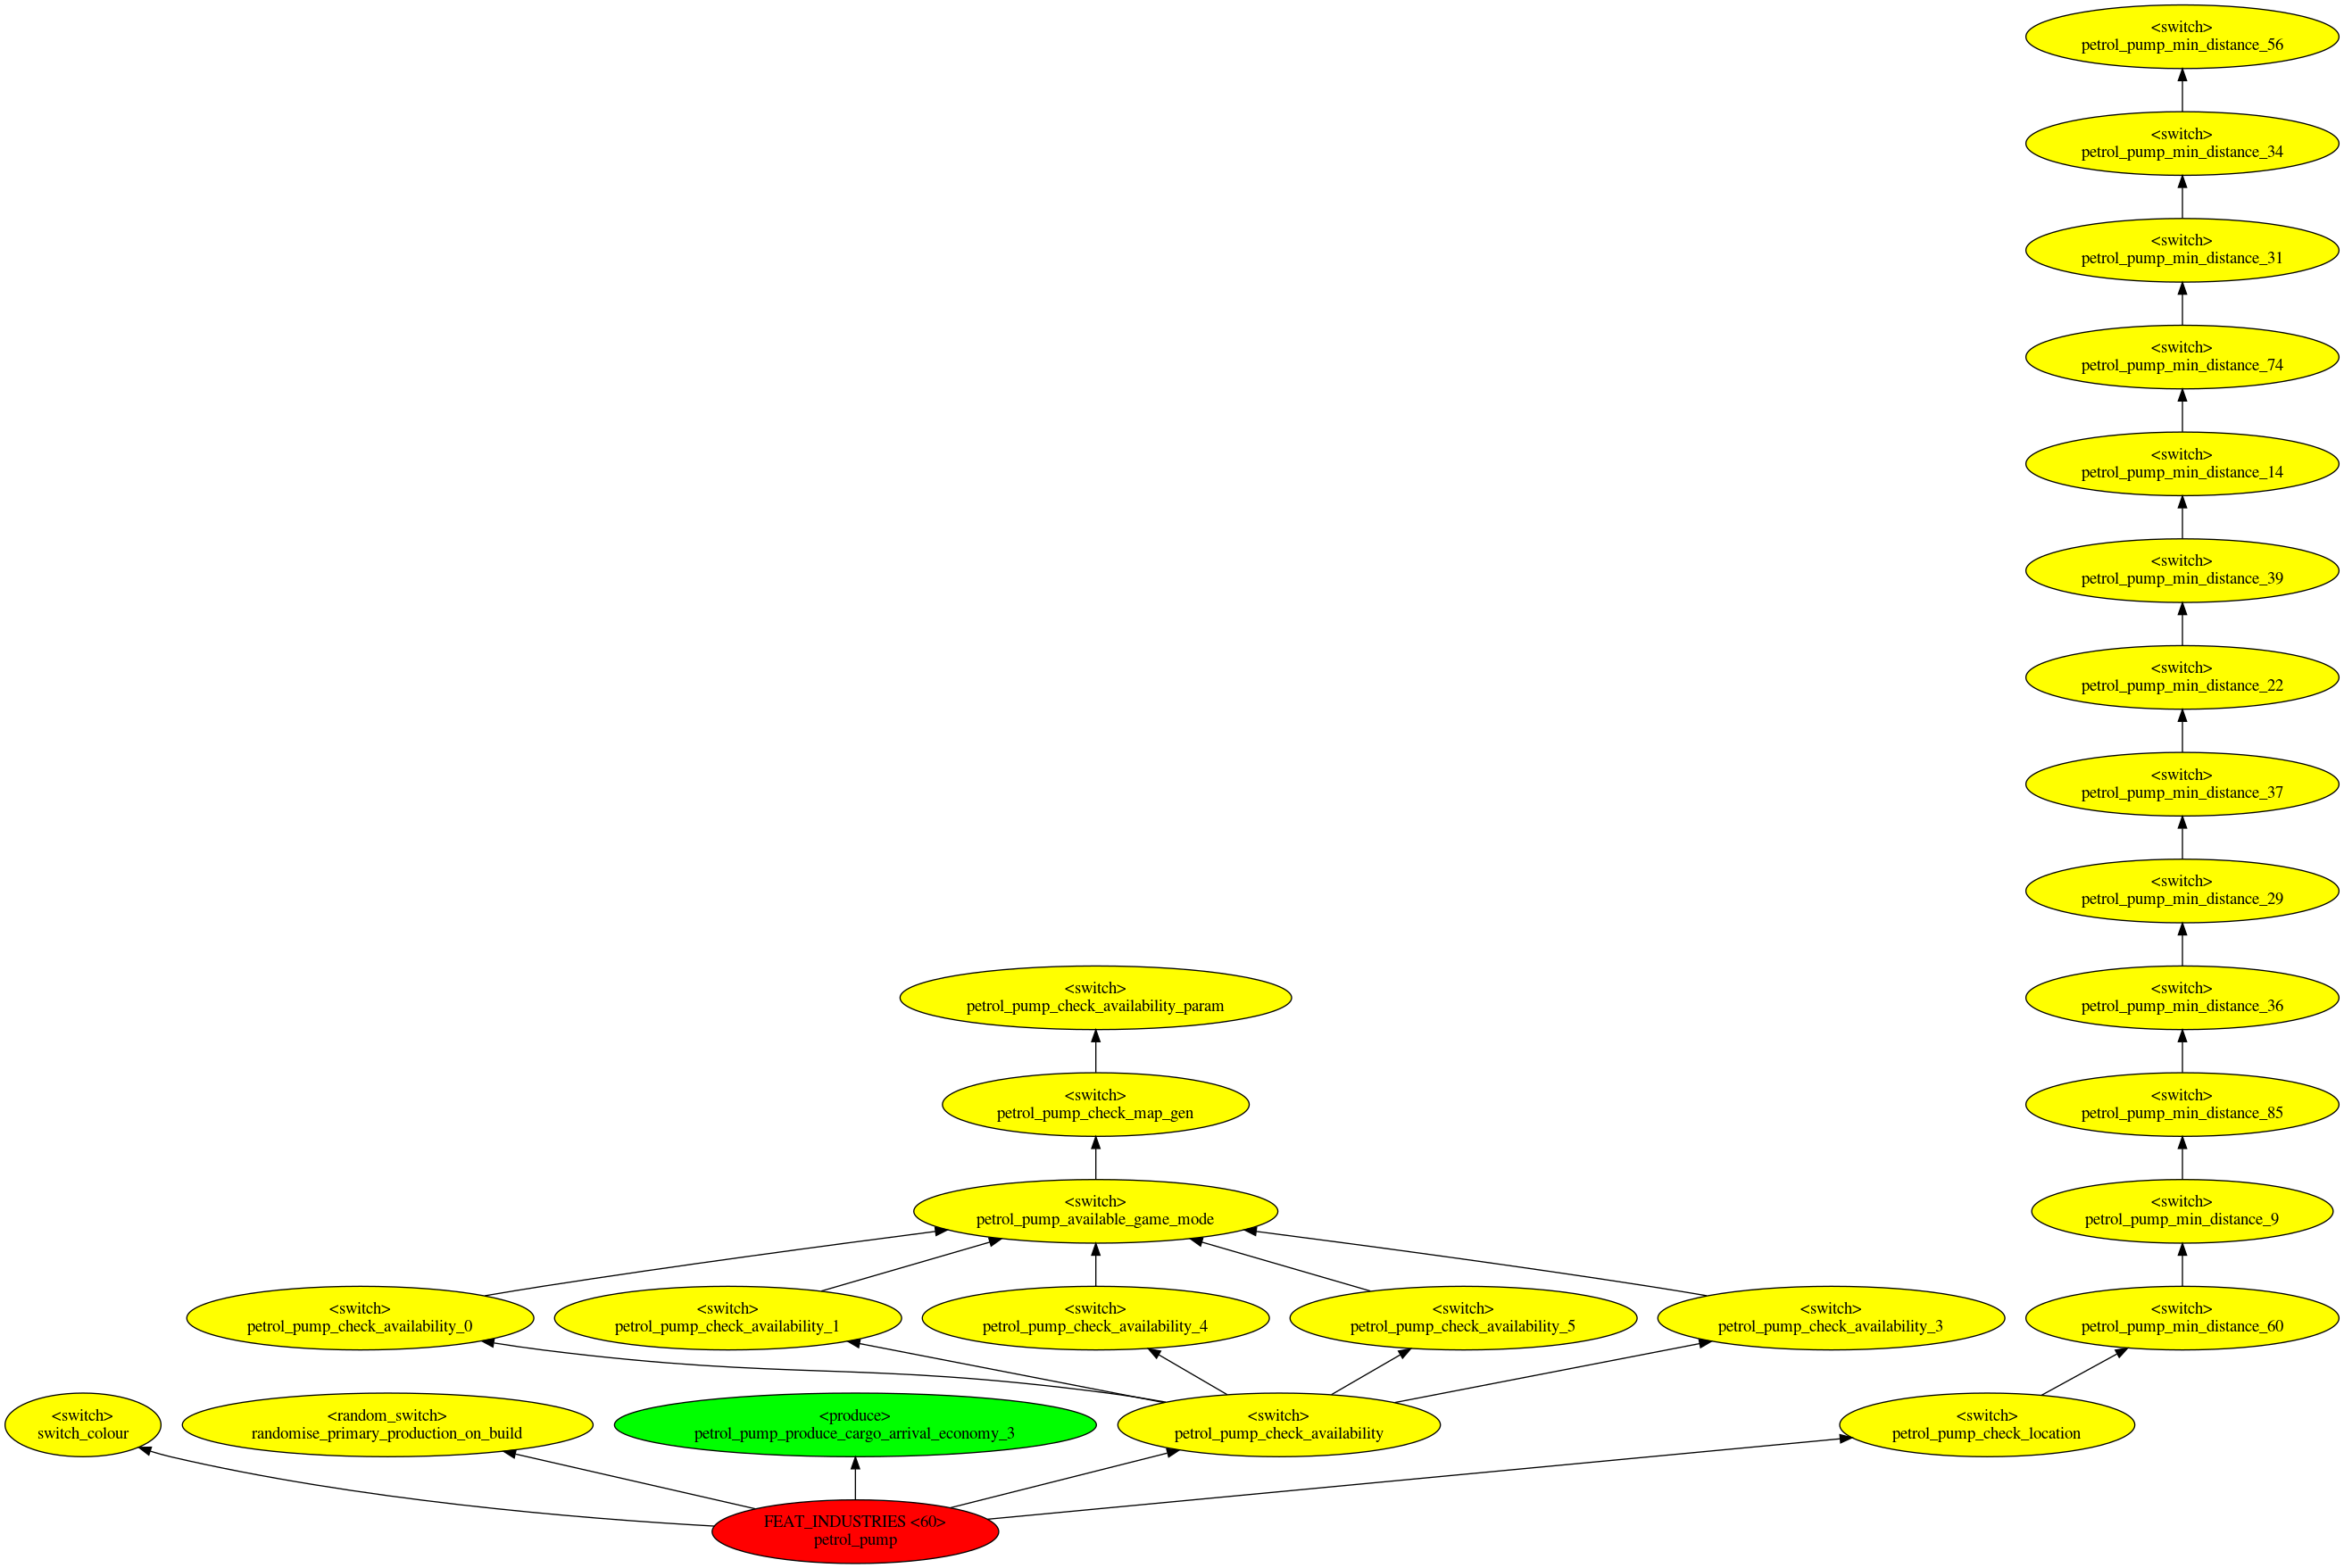 <switch>
petrol_pump_min_distance_56
<switch>
petrol_pump_min_distance_34
<switch>
petrol_pump_min_distance_31
<switch>
petrol_pump_min_distance_74
<switch>
petrol_pump_min_distance_14
<switch>
petrol_pump_min_distance_39
<switch>
petrol_pump_min_distance_22
<switch>
petrol_pump_min_distance_37
<switch>
petrol_pump_min_distance_29
<switch>
petrol_pump_check_availability_param
<switch>
petrol_pump_min_distance_36
<switch>
petrol_pump_check_map_gen
<switch>
petrol_pump_min_distance_85
<switch>
petrol_pump_available_game_mode
<switch>
petrol_pump_min_distance_9
<switch>
petrol_pump_check_availability_0
<switch>
petrol_pump_check_availability_1
<switch>
petrol_pump_check_availability_4
<switch>
petrol_pump_check_availability_5
<switch>
petrol_pump_check_availability_3
<switch>
petrol_pump_min_distance_60
<switch>
switch_colour
<random_switch>
randomise_primary_production_on_build
<produce>
petrol_pump_produce_cargo_arrival_economy_3
<switch>
petrol_pump_check_availability
<switch>
petrol_pump_check_location
FEAT_INDUSTRIES <60>
petrol_pump